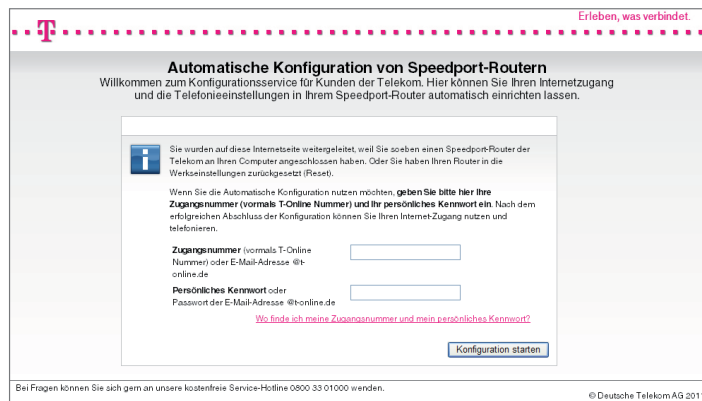 Erleben, was verbindet.
T
Automatische Konfiguration von Speedport-Routern
Willkommen zum Konfigurationsservice für Kunden der Telekom. Hier können Sie Ihren Internetzugang
und die Telefonieeinstellungen in Ihrem Speedport-Router automatisch einrichten lassen.
i
Sie wurden auf diese Internetseite weitergeleitet, weil Sie soeben einen Speedport-Router der
Telekom an Ihren Computer angeschlossen haben. Oder Sie haben Ihren Router in die
Werkseinstellungen zurückgesetzt (Reset).
Wenn Sie die Automatische Konfiguration nutzen möchten, geben Sie bitte hier Ihre
Zugangsnummer (vormals T-Online Nummer) und Ihr persönliches Kennwort ein. Nach dem
erfolgreichen Abschluss der Konfiguration können Sie Ihren Internet-Zugang nutzen und
telefonieren.
Zugangsnummer (vormals T-Online
Nummer) oder E-Mail-Adresse @t-
online.de
Persönliches Kennwort oder
Passwort der E-Mail-Adresse @t-online.de
Wo finde ich meine Zugangsnummer und mein persönliches Kennwort?
Konfiguration starten
Bei Fragen können Sie sich gern an unsere kostenfreie Service-Hotline 0800 33 01000 wenden.
© Deutsche Telekom AG 2011